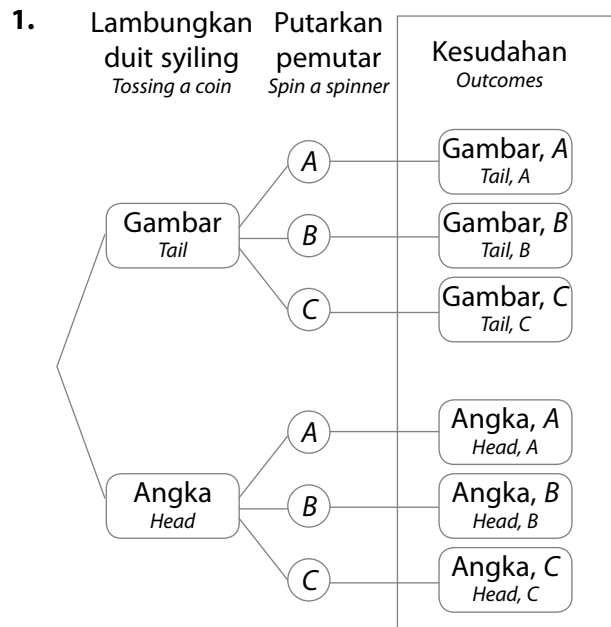 1.
Lambungkan
duit syiling
Tossing a coin
Putarkan
pemutar
Spin a spinner
Kesudahan
Outcomes
Gambar
Tail
A
B
C
Gambar, A
Tail, A
Gambar, B
Tail, B
Gambar, C
Tail, C
Angka
Head
A
B
C
Angka, A
Head, A
Angka, B
Head, B
Angka, C
Head, C